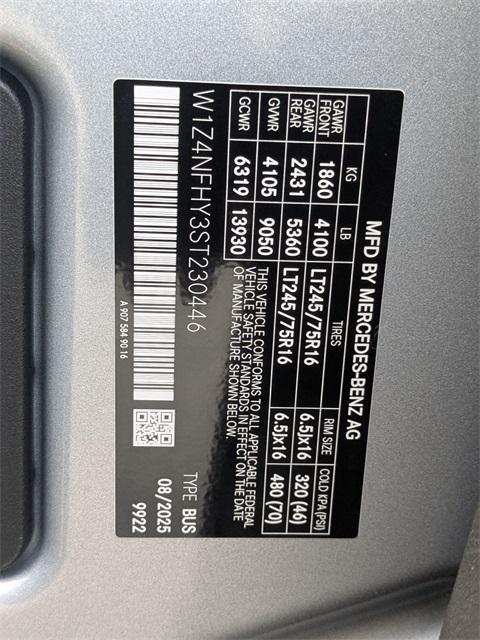 MFD BY MERCEDES-BENZ AG
KG LB TIRES RIM SIZE COLD KPA (PSI)
GAWR FRONT 1860 4100 LT245/75R16 6.5Jx16 320 (46)
GAWR REAR 2431 5360 LT245/75R16 6.5Jx16 480 (70)
GVWR 4105 9050
GCWR 6319 13930
THIS VEHICLE CONFORMS TO ALL APPLICABLE FEDERAL
VEHICLE SAFETY STANDARDS IN EFFECT ON THE DATE
OF MANUFACTURE SHOWN BELOW.
W1Z4NFHY3ST230446
TYPE BUS
08/2025
9922
A 907 584 90 16